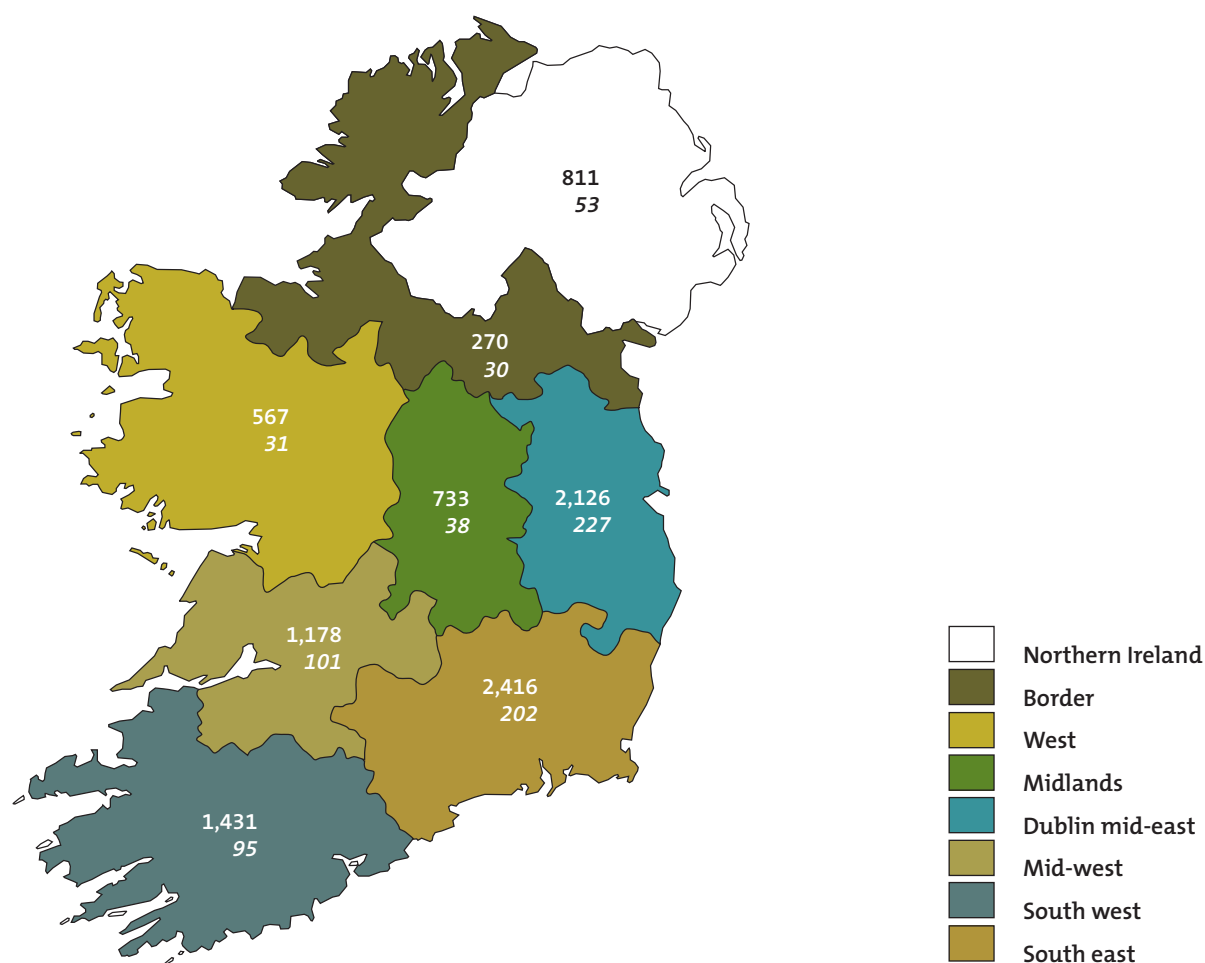 811
53
270
30
567
31
733
38
2,126
227
1,178
101
2,416
202
1,431
95
Northern Ireland
Border
West
Midlands
Dublin mid-east
Mid-west
South west
South east